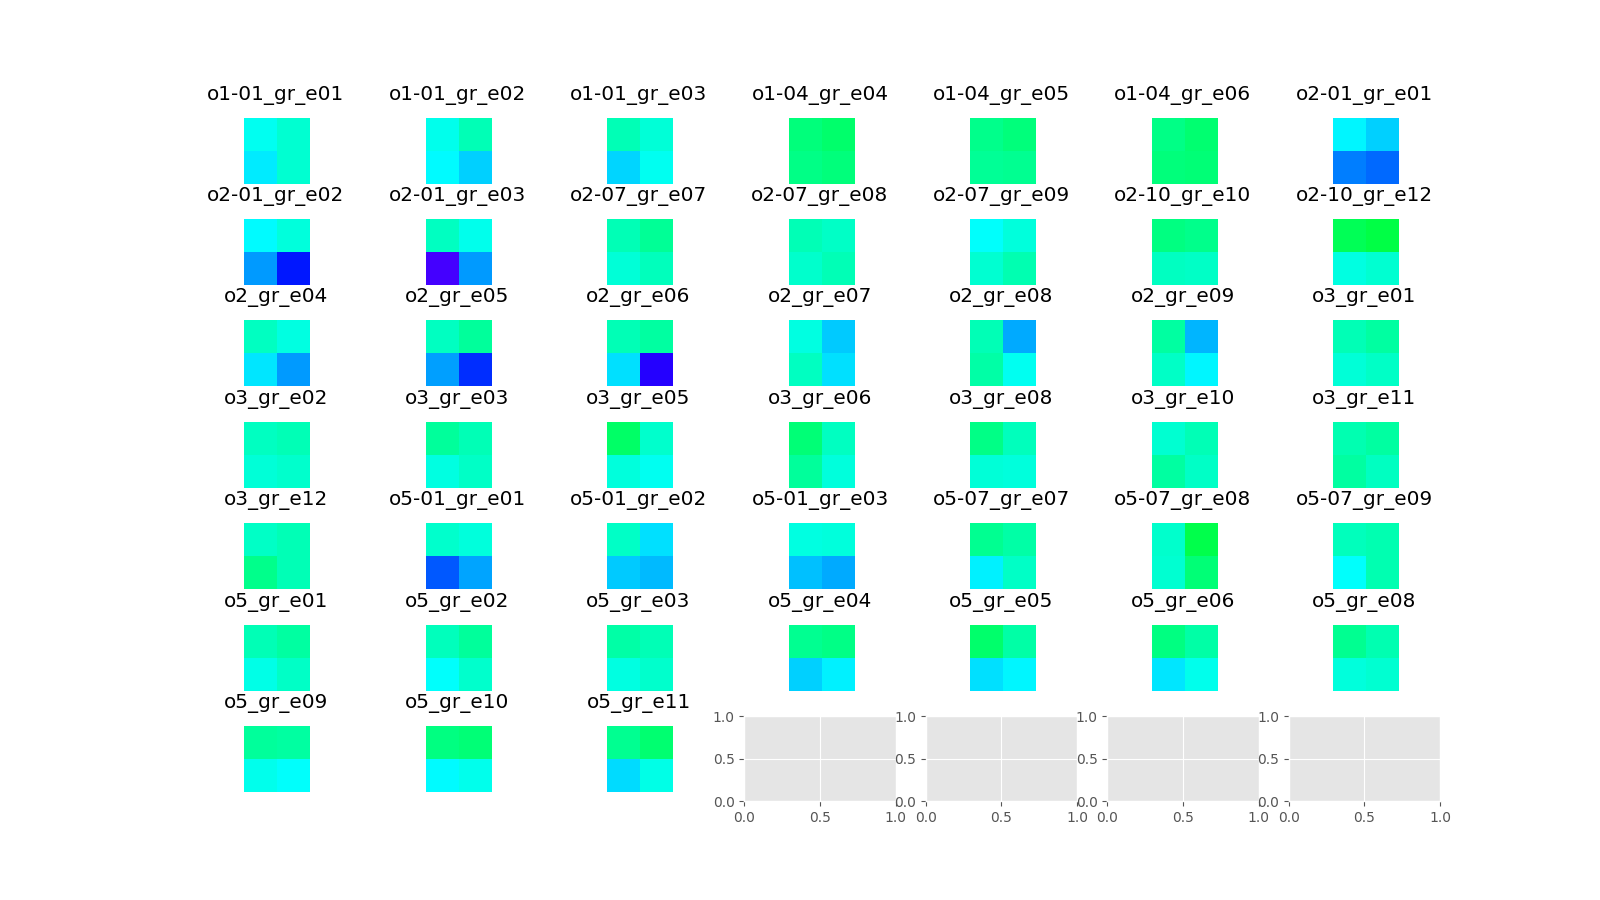 o1-01_gr_e01 o1-01_gr_e02 o1-01_gr_e03 o1-04_gr_e04 o1-04_gr_e05 o1-04_gr_e06 o2-01_gr_e01
o2-01_gr_e02 o2-01_gr_e03 o2-07_gr_e07 o2-07_gr_e08 o2-07_gr_e09 o2-10_gr_e10 o2-10_gr_e12
o2_gr_e04 o2_gr_e05 o2_gr_e06 o2_gr_e07 o2_gr_e08 o2_gr_e09 o3_gr_e01
o3_gr_e02 o3_gr_e03 o3_gr_e05 o3_gr_e06 o3_gr_e08 o3_gr_e10 o3_gr_e11
o3_gr_e12 o5-01_gr_e01 o5-01_gr_e02 o5-01_gr_e03 o5-07_gr_e07 o5-07_gr_e08 o5-07_gr_e09
o5_gr_e01 o5_gr_e02 o5_gr_e03 o5_gr_e04 o5_gr_e05 o5_gr_e06 o5_gr_e08
o5_gr_e09 o5_gr_e10 o5_gr_e11
1.0 1.0 1.0 1.0
0.5 0.5 0.5 0.5
0.0 0.0 0.0 0.0
0.0 0.5 1.0 0.0 0.5 1.0 0.0 0.5 1.0 0.0 0.5 1.0